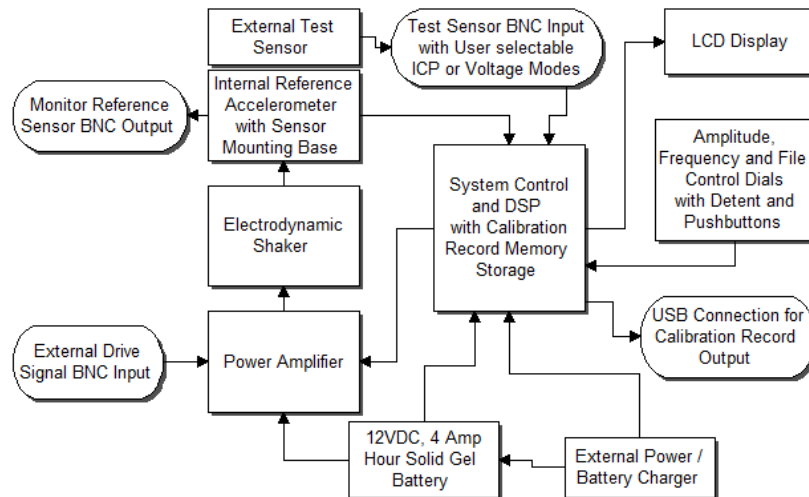 External Test
Sensor
Test Sensor BNC Input
with User selectable
ICP or Voltage Modes
LCD Display
Monitor Reference
Sensor BNC Output
Internal Reference
Accelerometer
with Sensor
Mounting Base
Amplitude,
Frequency and File
Control Dials
with Detent and
Pushbuttons
System Control
and DSP
with Calibration
Record Memory
Storage
Electrodynamic
Shaker
External Drive
Signal BNC Input
Power Amplifier
USB Connection for
Calibration Record
Output
12VDC, 4 Amp
Hour Solid Gel
Battery
External Power /
Battery Charger